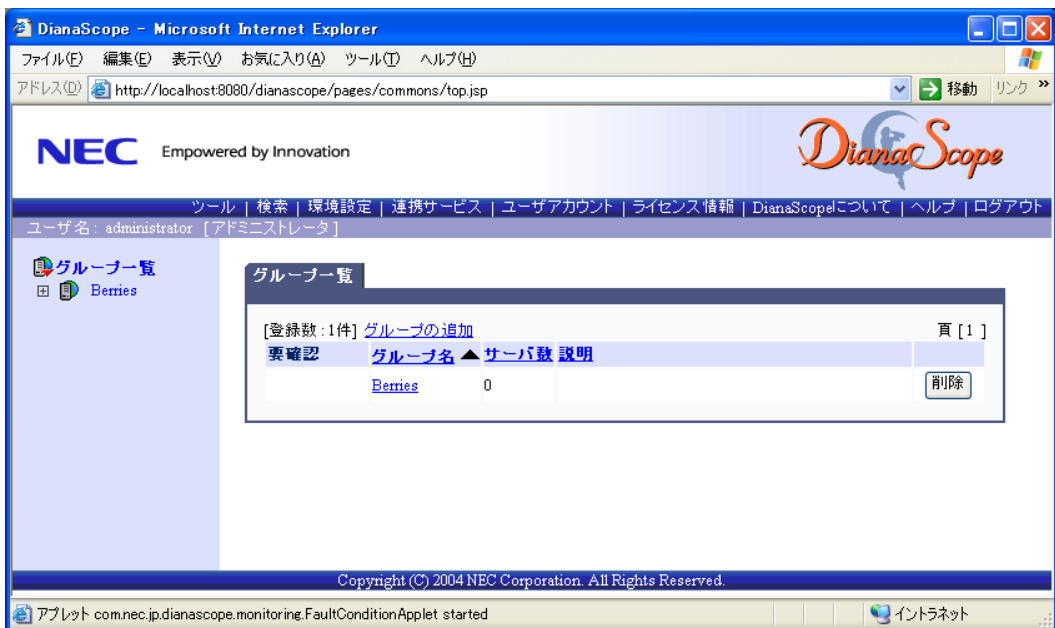 DianaScope - Microsoft Internet Explorer
ファイル(F) 編集(E) 表示(V) お気に入り(A) ツール(T) ヘルプ(H)
アドレス(D) http://localhost:8080/dianascope/pages/commons/top.jsp 移動 リンク »
NEC Empowered by Innovation DianaScope
ツール | 検索 | 環境設定 | 連携サービス | ユーザアカウント | ライセンス情報 | DianaScopeについて | ヘルプ | ログアウト
ユーザ名 : administrator [アドミニストレータ]
グループ一覧
Berries
グループ一覧
[登録数 : 1件] グループの追加 頁 [1 ]
要確認 グループ名 ▲ サーバ数 説明
Berries 0 削除
Copyright (C) 2004 NEC Corporation. All Rights Reserved.
アプレット com.nec.jp.dianascope.monitoring.FaultConditionApplet started イントラネット